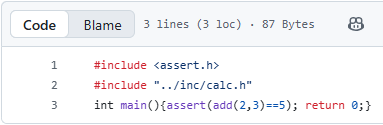 Code Blame 3 lines (3 loc) · 87 Bytes
1 #include <assert.h>
2 #include "../inc/calc.h"
3 int main(){assert(add(2,3)==5); return 0;}